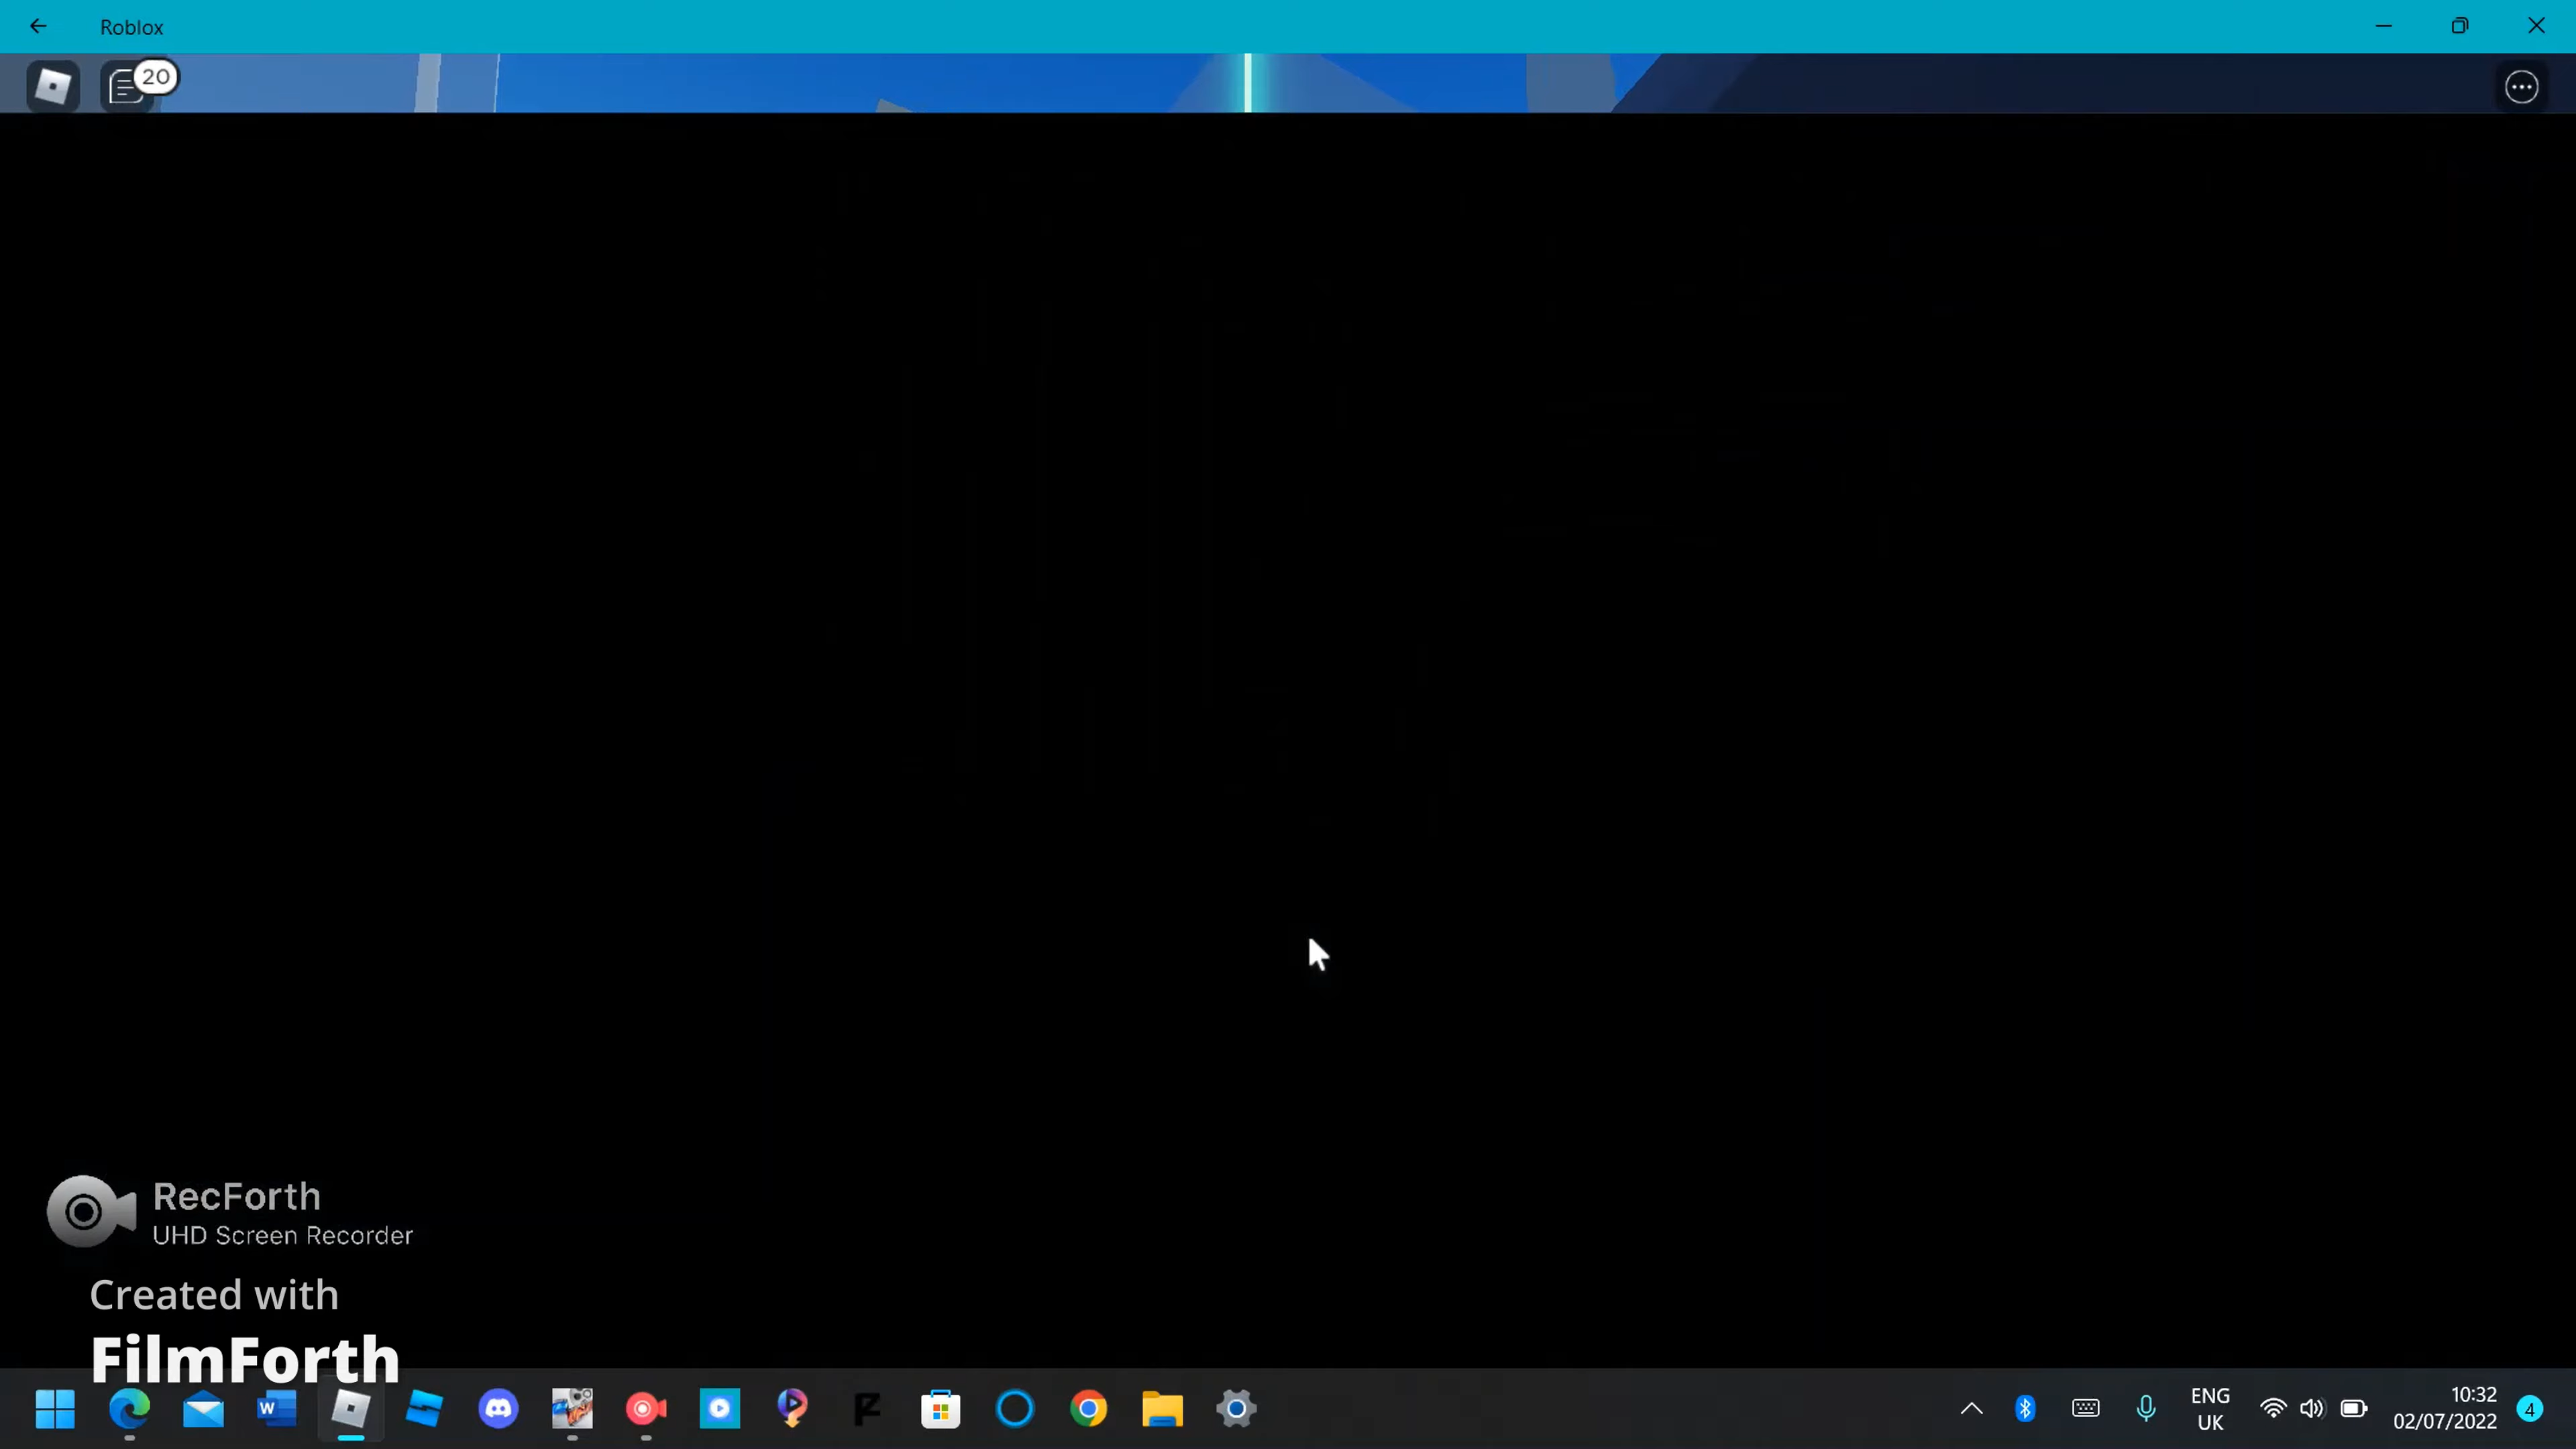 Roblox
20
RecForth
UHD Screen Recorder
Created with
FilmForth
W
ENG
UK
10:32
02/07/2022
4